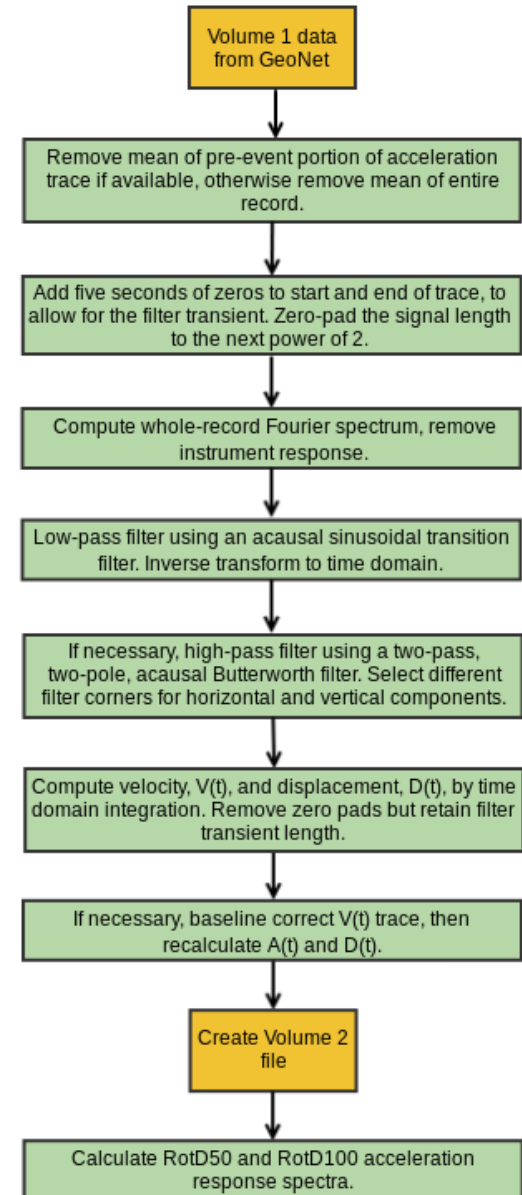 Volume 1 data
from GeoNet
Remove mean of pre-event portion of acceleration
trace if available, otherwise remove mean of entire
record.
Add five seconds of zeros to start and end of trace, to
allow for the filter transient. Zero-pad the signal length
to the next power of 2.
Compute whole-record Fourier spectrum, remove
instrument response.
Low-pass filter using an acausal sinusoidal transition
filter. Inverse transform to time domain.
If necessary, high-pass filter using a two-pass,
two-pole, acausal Butterworth filter. Select different
filter corners for horizontal and vertical components.
Compute velocity, V(t), and displacement, D(t), by time
domain integration. Remove zero pads but retain filter
transient length.
If necessary, baseline correct V(t) trace, then
recalculate A(t) and D(t).
Create Volume 2
file
Calculate RotD50 and RotD100 acceleration
response spectra.